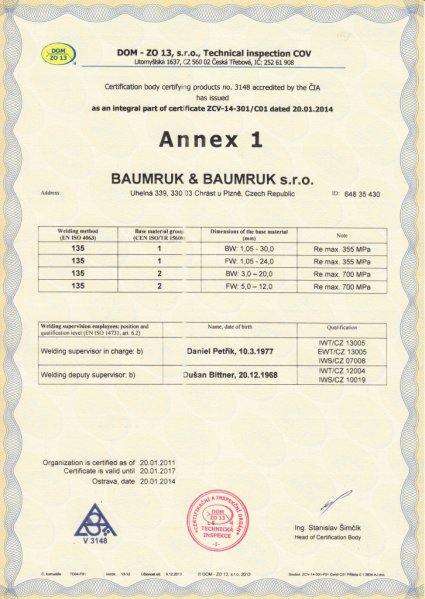 DOM
ZO 13
DOM - ZO 13, s.r.o., Technical inspection COV
Litomyšlská 1637, CZ 560 02 Česká Třebová, IČ: 252 61 908
Certification body certifying products no. 3148 accredited by the ČIA
has issued
as an integral part of certificate ZCV-14-301/C01 dated 20.01.2014
Annex 1
BAUMRUK & BAUMRUK s.r.o.
Address: Uhelná 339, 330 03 Chrást u Plzně, Czech Republic ID: 648 35 430
Welding method (EN ISO 4063) Base material group (CEN ISO/TR 15608) Dimensions of the base material (mm) Note
135 1 BW: 1,05 - 30,0 Re max. 355 MPa
135 1 FW: 1,05 - 24,0 Re max. 355 MPa
135 2 BW: 3,0 – 20,0 Re max. 700 MPa
135 2 FW: 5,0 – 12,0 Re max. 700 MPa
Welding supervision employees: position and qualification level (EN ISO 14731, art. 6.2) Name, date of birth Qualification
Welding supervisor in charge: b) Daniel Petřík, 10.3.1977 IWT/CZ 13005
EWT/CZ 13005
IWS/CZ 07008
Welding deputy supervisor: b) Dušan Bittner, 20.12.1968 IWT/CZ 12004
IWS/CZ 10019
Organization is certified as of 20.01.2011
Certificate is valid until 20.01.2017
Ostrava, date 20.01.2014
V 3148
CERTIFIKAČNÍ A INSPEKČNÍ ORGÁN
DOM
ZO 13
TECHNICKÁ
INSPEKCE
Ing. Stanislav Šimčík
Head of Certification Body
© DOM - ZO 13, s.r.o. 2013